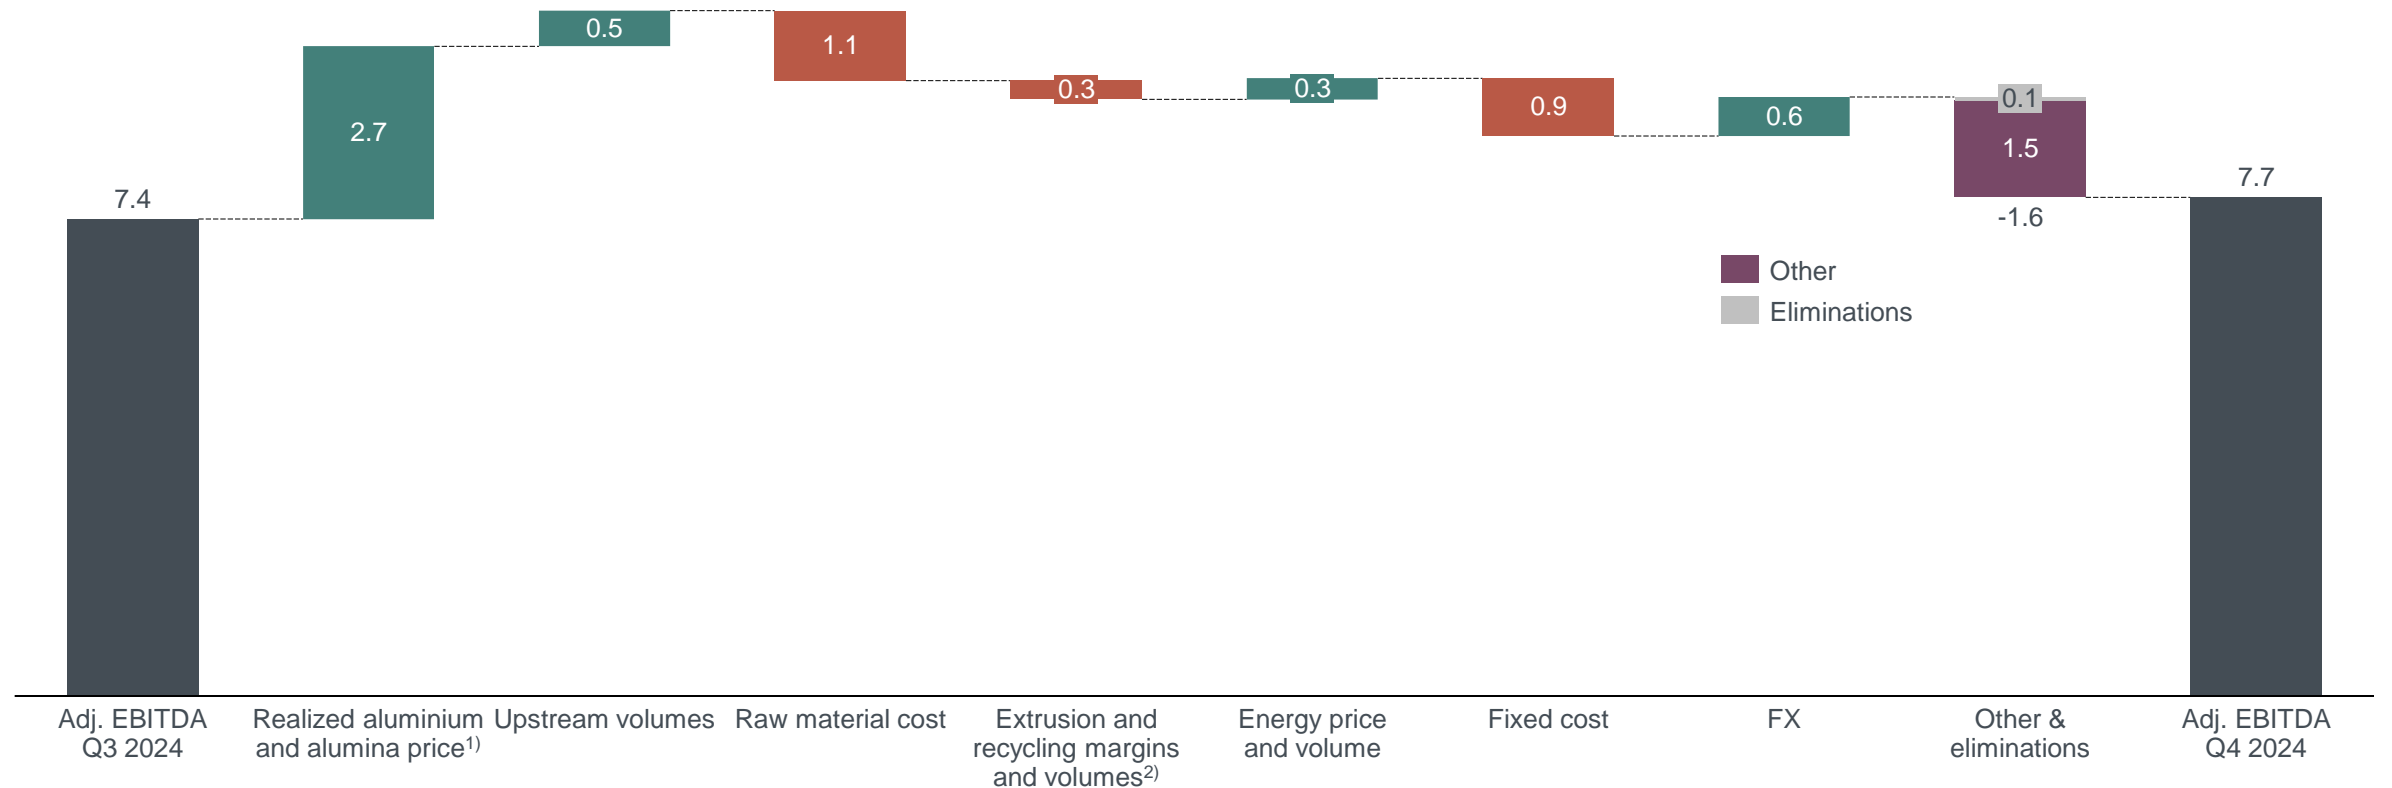 0.5
1.1
0.3
0.3
0.1
2.7
0.9
0.6
1.5
7.4
7.7
-1.6
Other
Eliminations
Adj. EBITDA
Q3 2024
Realized aluminium
and alumina price1)
Upstream volumes
Raw material cost
Extrusion and
recycling margins
and volumes2)
Energy price
and volume
Fixed cost
FX
Other &
eliminations
Adj. EBITDA
Q4 2024